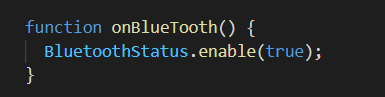 function onBlueTooth() {
  BluetoothStatus.enable(true);
}